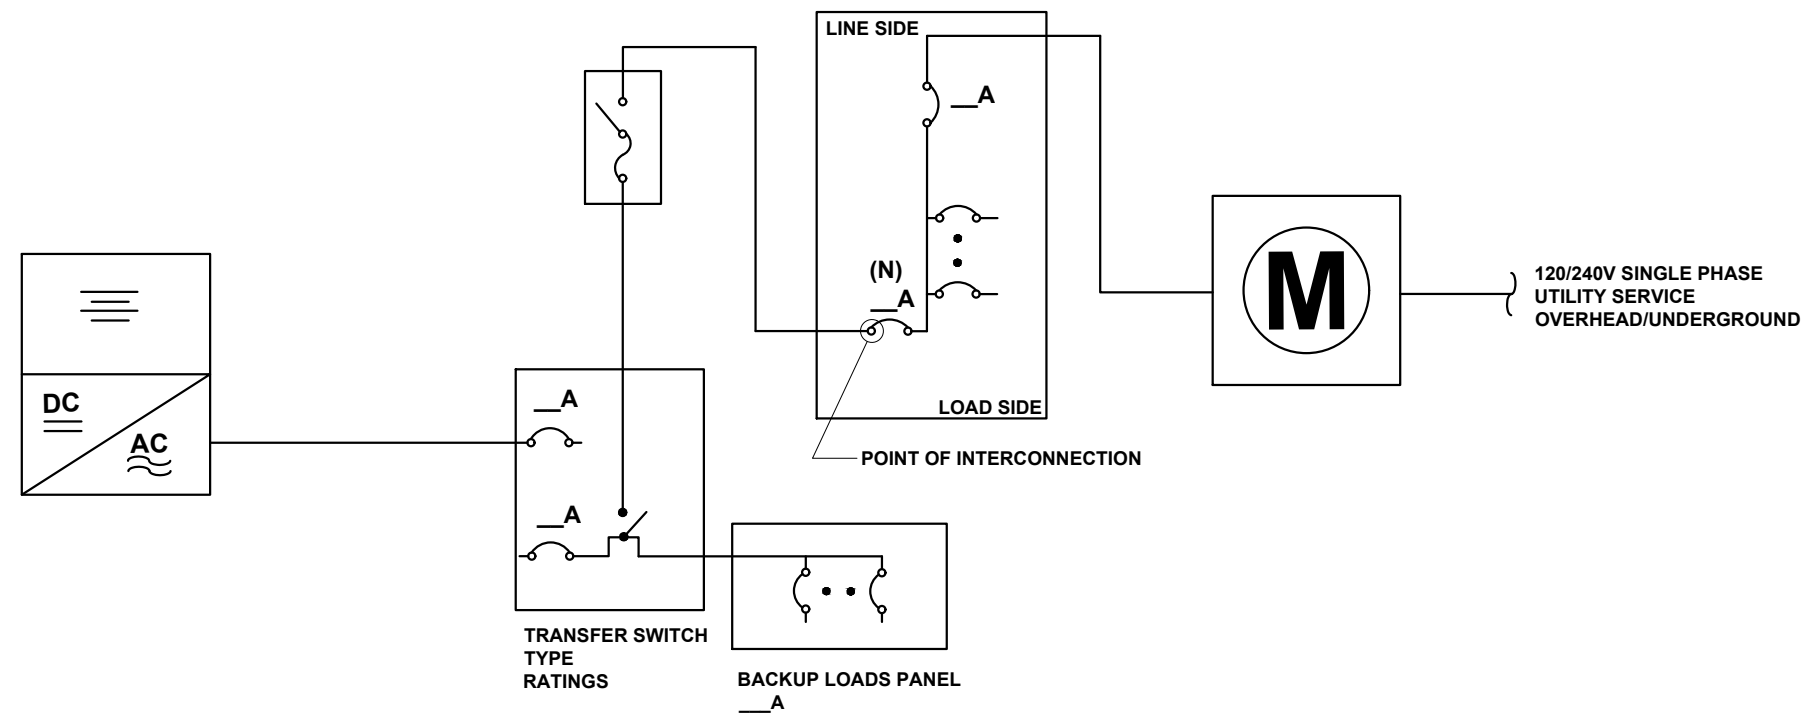 LINE SIDE
__A
(N)
__A
LOAD SIDE
POINT OF INTERCONNECTION
M
120/240V SINGLE PHASE
UTILITY SERVICE
OVERHEAD/UNDERGROUND
DC
AC
__A
__A
TRANSFER SWITCH
TYPE
RATINGS
BACKUP LOADS PANEL
___A